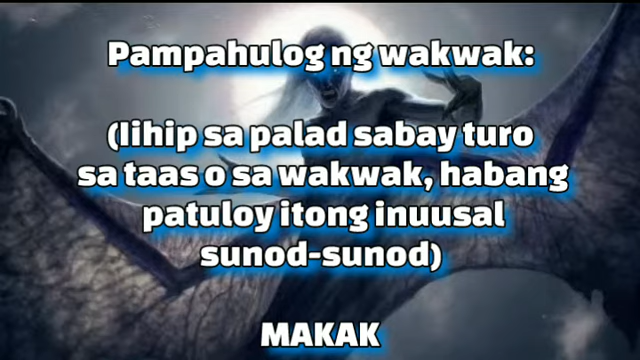 Pampahulog ng wakwak:
(Iihip sa palad sabay turo
sa taas o sa wakwak, habang
patuloy itong inuusal
sunod-sunod)
MAKAK